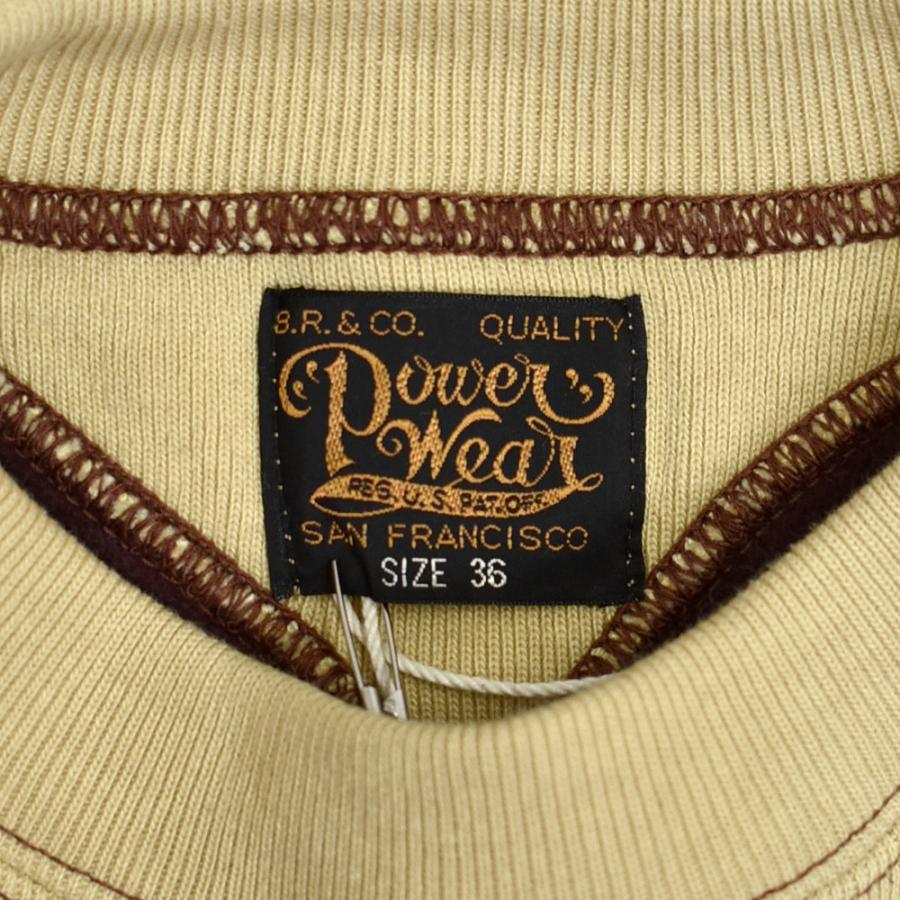 B.R. & CO. QUALITY
Power
Wear
REG. U.S. PAT. OFF.
SAN FRANCISCO
SIZE 36